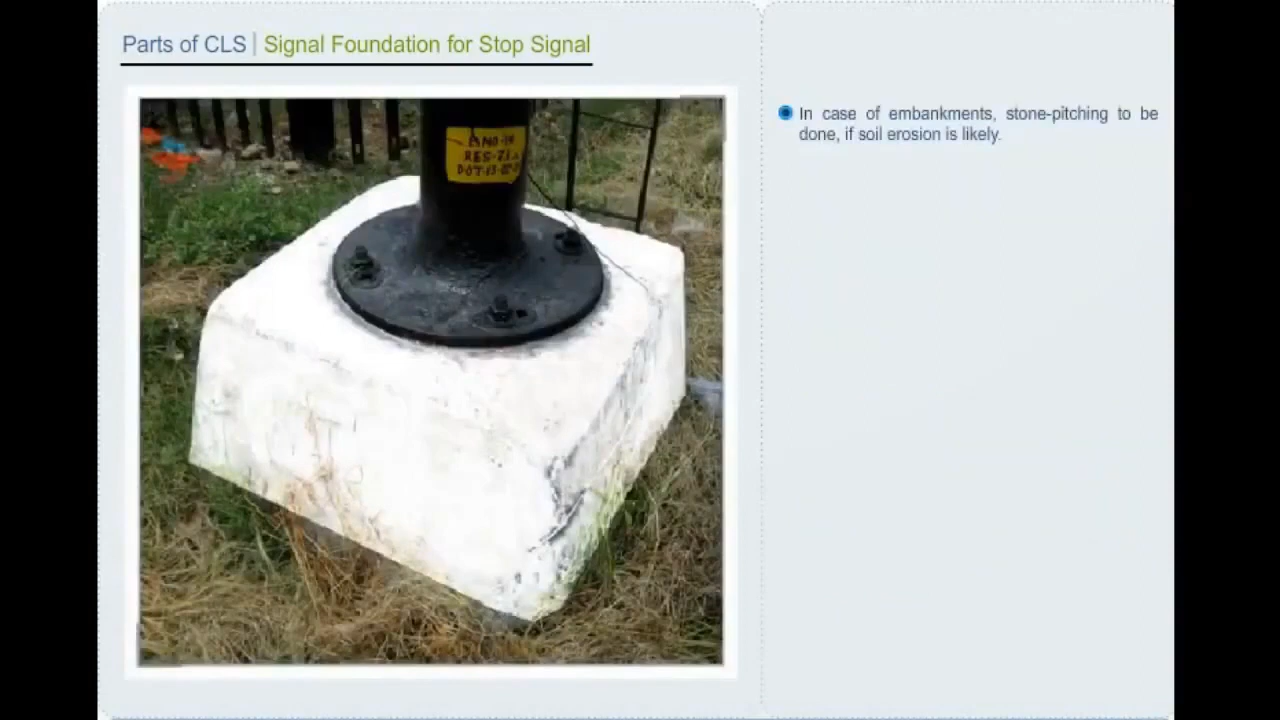 Parts of CLS | Signal Foundation for Stop Signal
In case of embankments, stone-pitching to be
done, if soil erosion is likely.